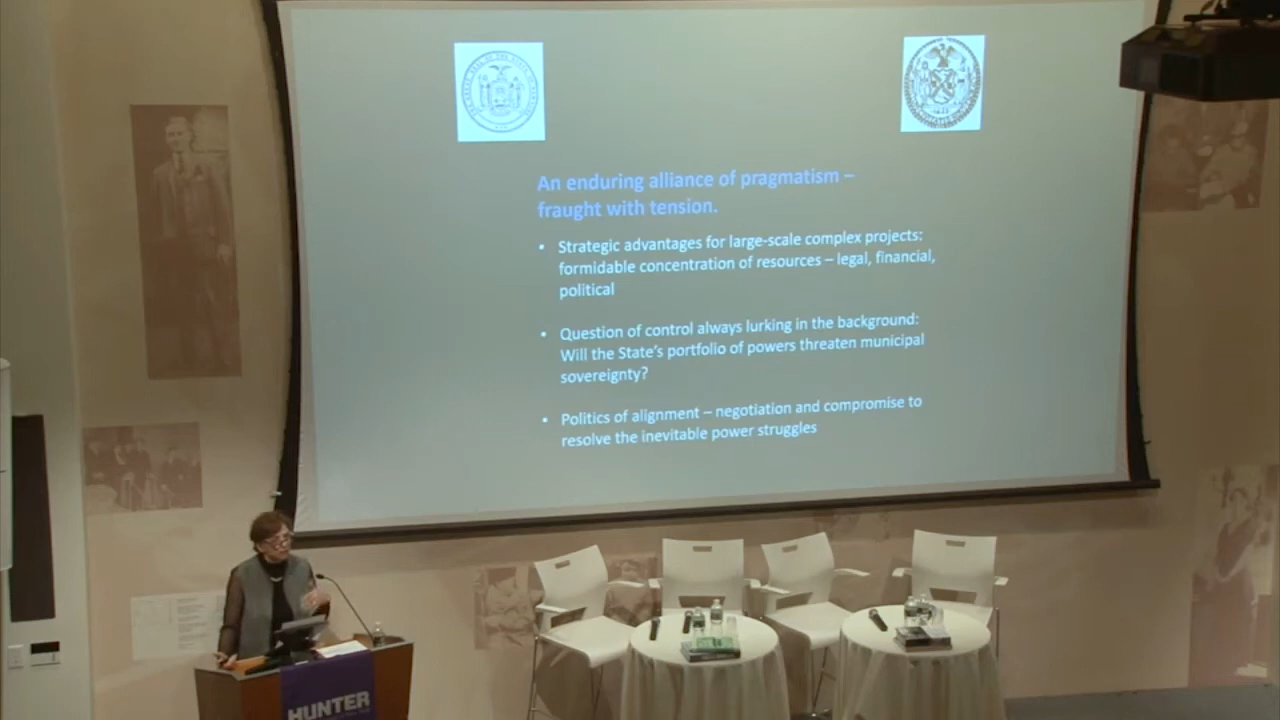 An enduring alliance of pragmatism –
fraught with tension.
• Strategic advantages for large-scale complex projects:
formidable concentration of resources – legal, financial,
political
• Question of control always lurking in the background:
Will the State's portfolio of powers threaten municipal
sovereignty?
• Politics of alignment – negotiation and compromise to
resolve the inevitable power struggles
HUNTER